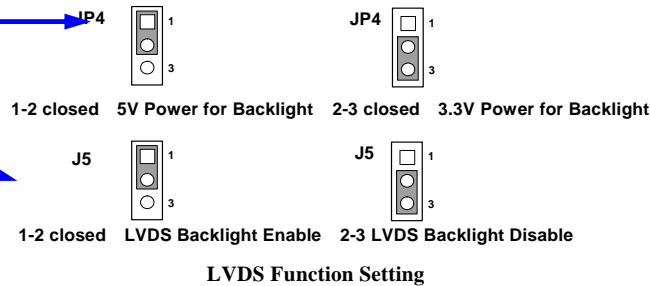 JP4 1 JP4 1
3 3
1-2 closed 5V Power for Backlight 2-3 closed 3.3V Power for Backlight
J5 1 J5 1
3 3
1-2 closed LVDS Backlight Enable 2-3 LVDS Backlight Disable
LVDS Function Setting